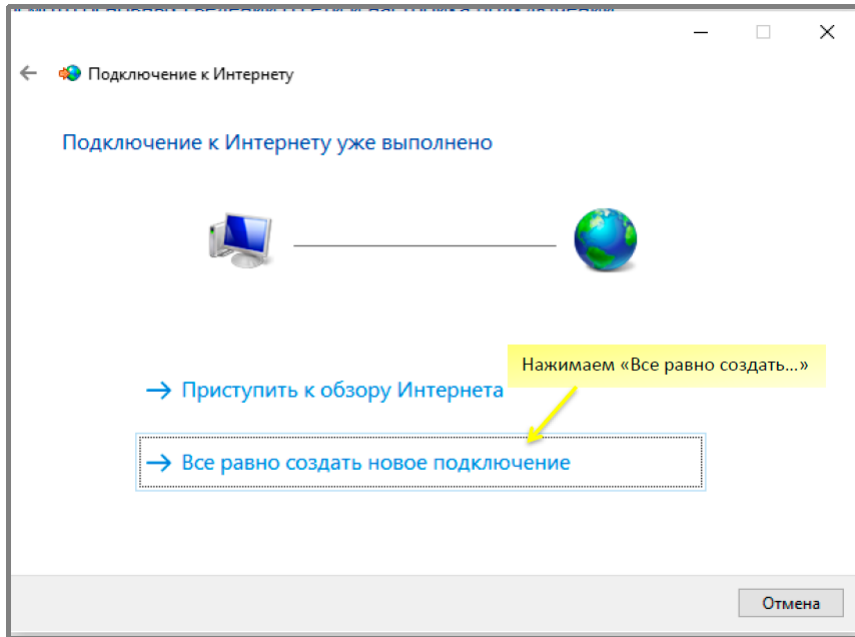 Подключение к Интернету
Подключение к Интернету уже выполнено
Нажимаем «Все равно создать...»
Приступить к обзору Интернета
Все равно создать новое подключение
Отмена